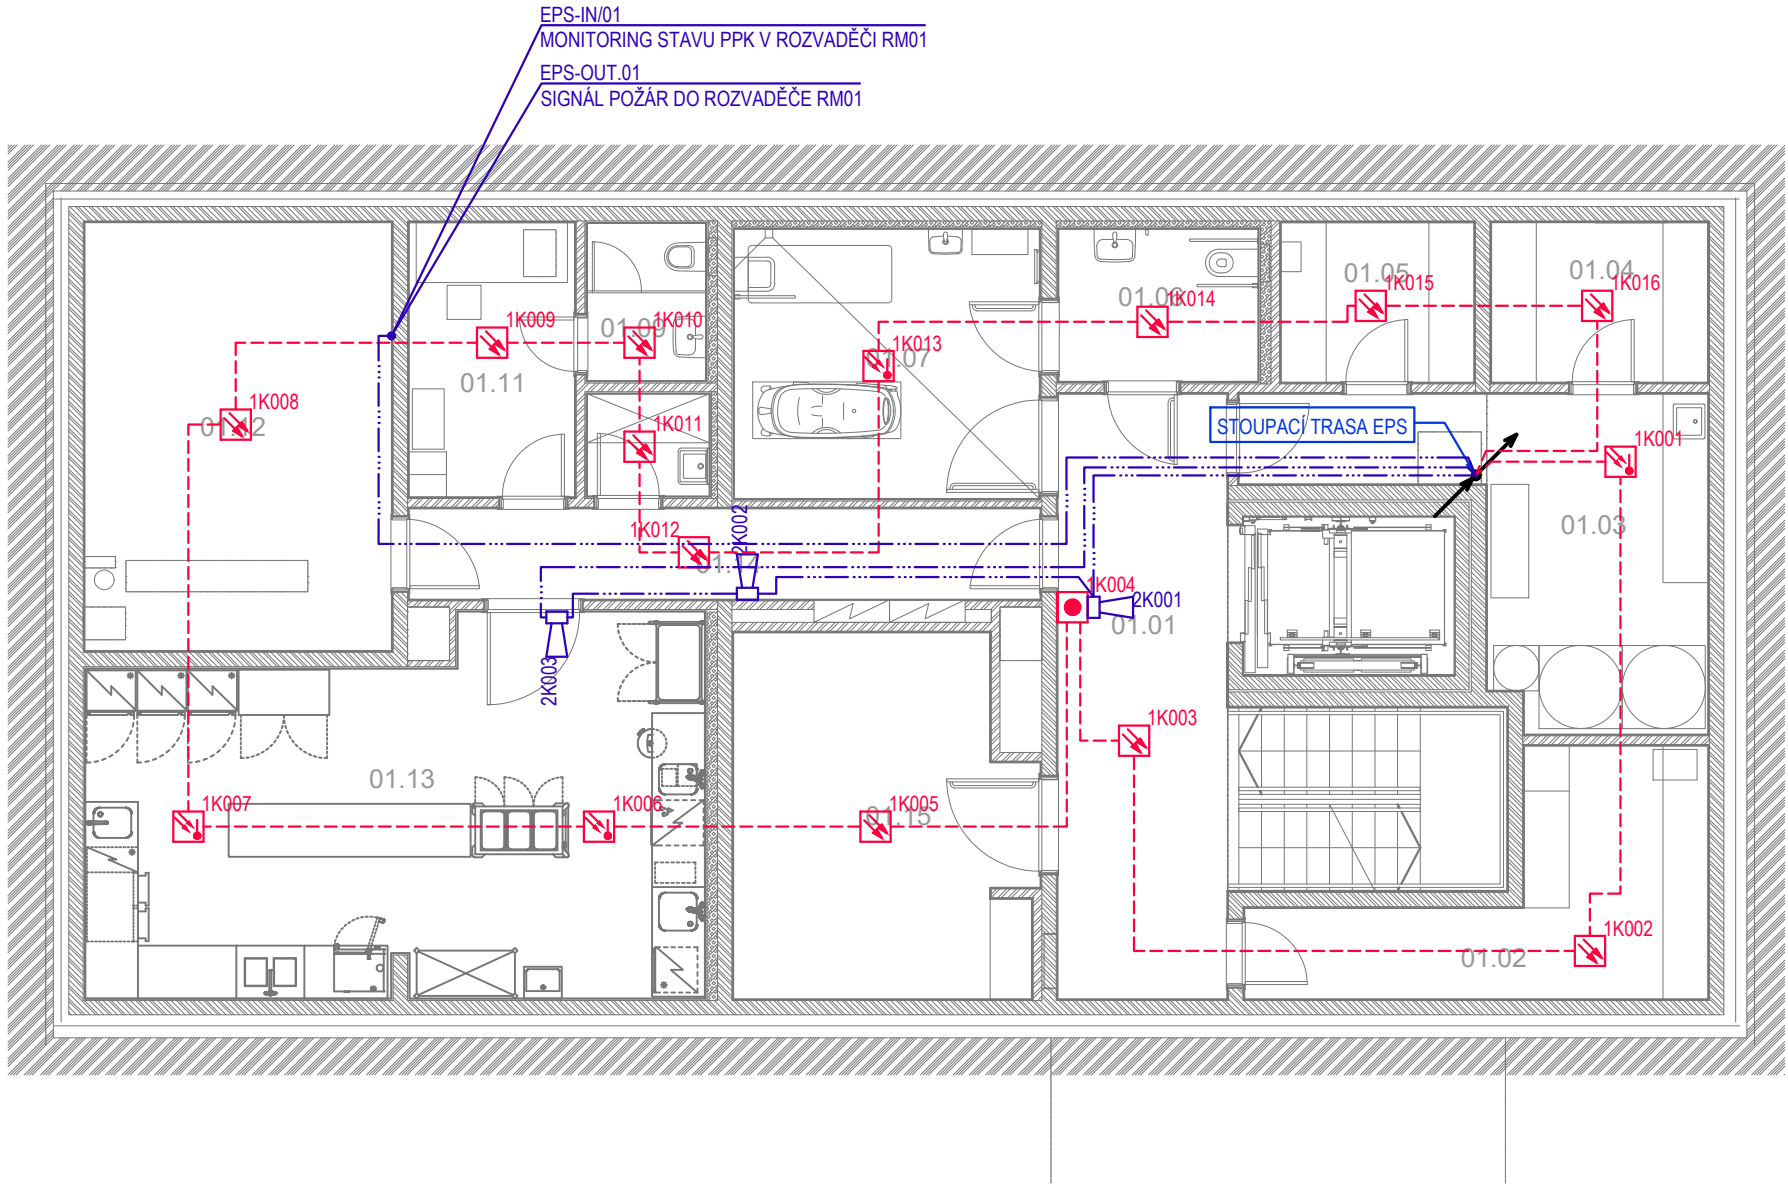 EPS-IN/01
MONITORING STAVU PPK V ROZVADĚČI RM01
EPS-OUT.01
SIGNÁL POŽÁR DO ROZVADĚČE RM01
01.05
1K015
01.04
1K016
01.06
1K014
1K009
01.09
1K010
1K013
01.07
01.11
1K008
01.12
1K011
STOUPACÍ TRASA EPS
1K001
1K012
2K002
01.03
1K004
2K001
01.01
2K003
1K003
01.13
1K007
1K006
1K005
01.15
1K002
01.02